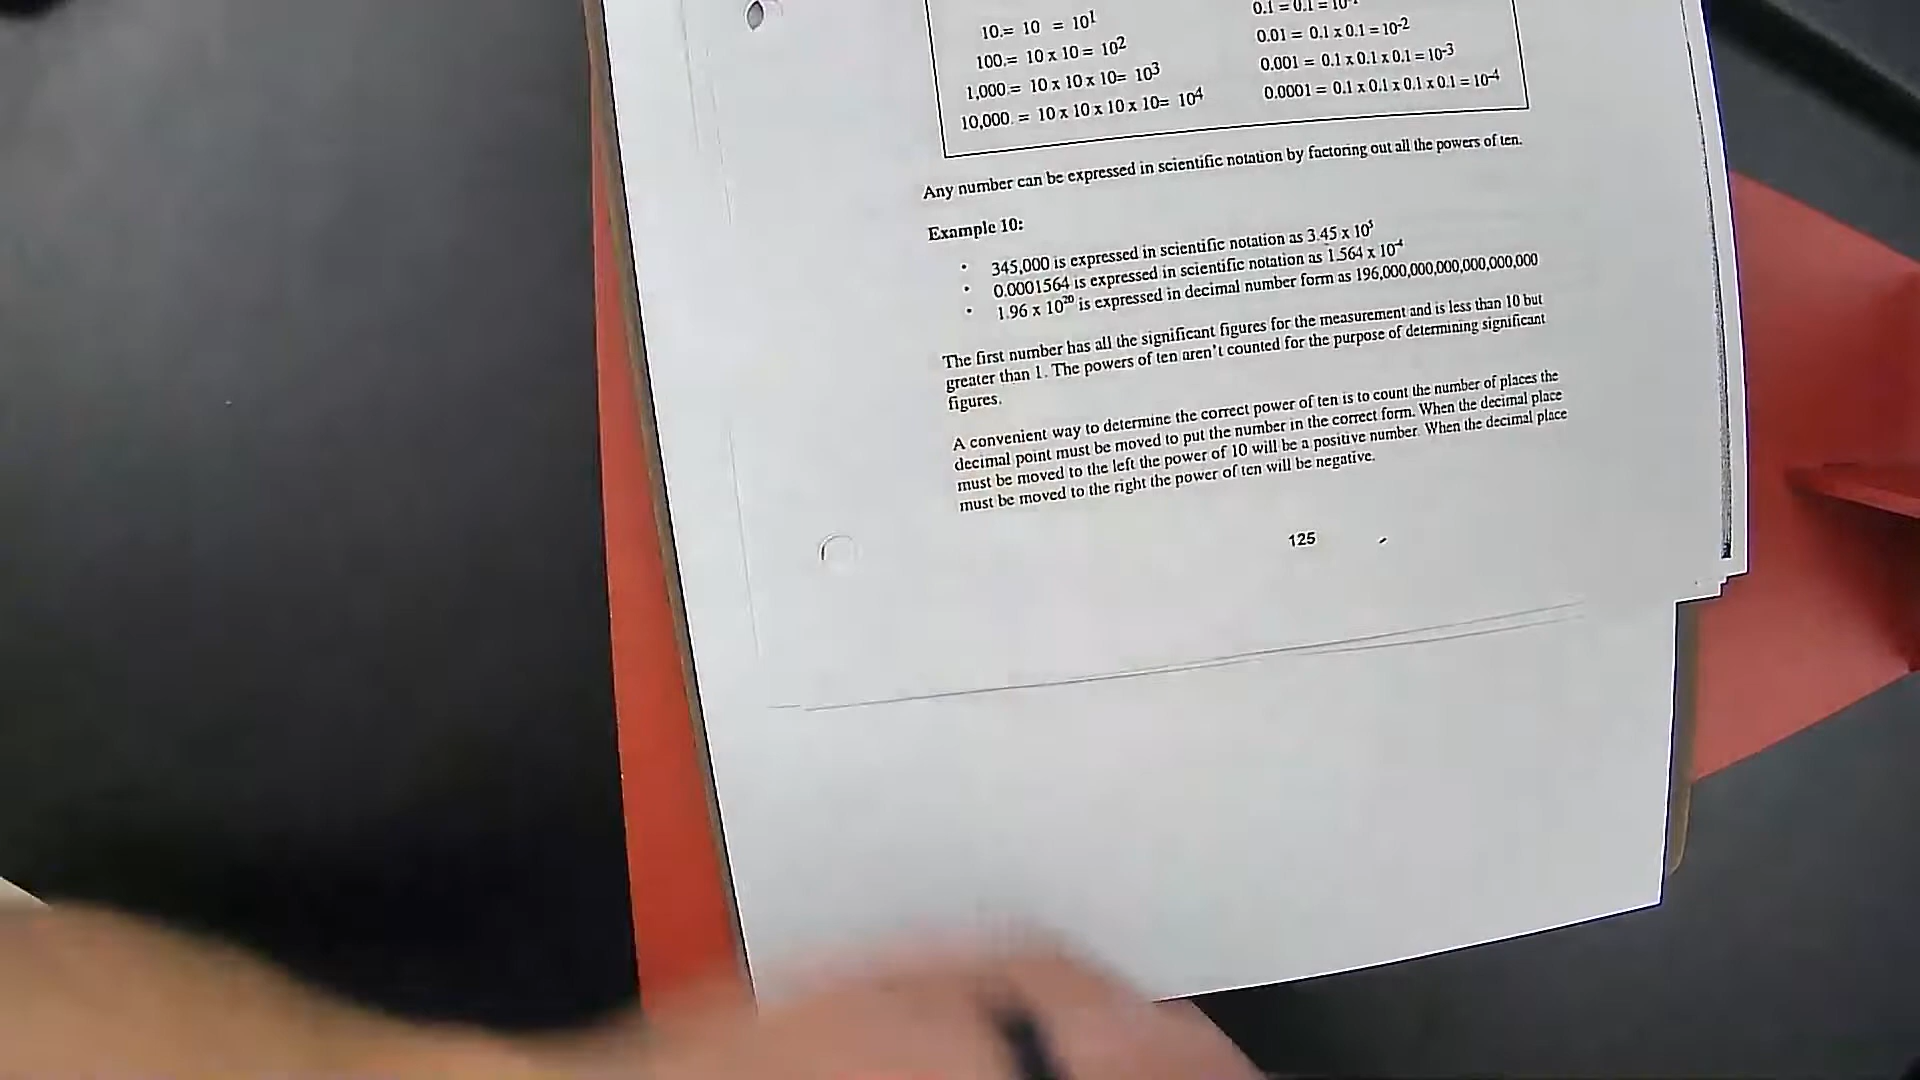 10.= 10 = 10¹
100.= 10 x 10 = 10²
1,000.= 10 x 10 x 10= 10³
10,000. = 10 x 10 x 10 x 10= 10⁴
0.1 = 0.1 = 10⁻¹
0.01 = 0.1 x 0.1 = 10⁻²
0.001 = 0.1 x 0.1 x 0.1 = 10⁻³
0.0001 = 0.1 x 0.1 x 0.1 x 0.1 = 10⁻⁴
Any number can be expressed in scientific notation by factoring out all the powers of ten.
Example 10:
• 345,000 is expressed in scientific notation as 3.45 x 10⁵
• 0.0001564 is expressed in scientific notation as 1.564 x 10⁻⁴
• 1.96 x 10²⁰ is expressed in decimal number form as 196,000,000,000,000,000,000
The first number has all the significant figures for the measurement and is less than 10 but
greater than 1. The powers of ten aren't counted for the purpose of determining significant
figures.
A convenient way to determine the correct power of ten is to count the number of places the
decimal point must be moved to put the number in the correct form. When the decimal place
must be moved to the left the power of 10 will be a positive number. When the decimal place
must be moved to the right the power of ten will be negative.
125